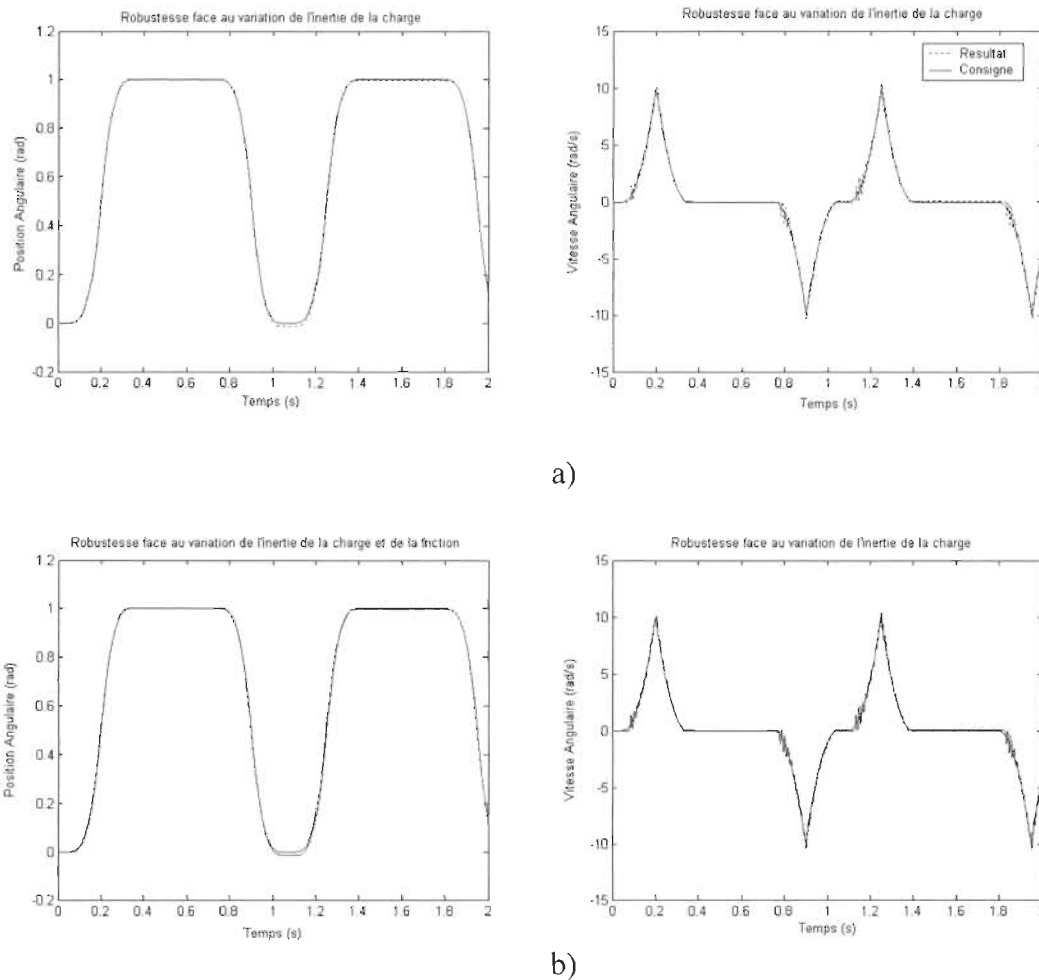 Robustesse face au variation de l'inertie de la charge
1.2
1
0.8
0.6
0.4
0.2
0
-0.2
Position Angulaire (rad)
0 0.2 0.4 0.6 0.8 1 1.2 1.4 1.6 1.8 2
Temps (s)
Robustesse face au variation de l'inertie de la charge
15
10
5
0
-5
-10
-15
Vitesse Angulaire (rad/s)
Resultat
Consigne
0 0.2 0.4 0.6 0.8 1 1.2 1.4 1.6 1.8 2
Temps (s)
a)
Robustesse face au variation de l'inertie de la charge et de la friction
1.2
1
0.8
0.6
0.4
0.2
0
-0.2
Position Angulaire (rad)
0 0.2 0.4 0.6 0.8 1 1.2 1.4 1.6 1.8 2
Temps (s)
Robustesse face au variation de l'inertie de la charge
15
10
5
0
-5
-10
-15
Vitesse Angulaire (rad/s)
0 0.2 0.4 0.6 0.8 1 1.2 1.4 1.6 1.8 2
Temps (s)
b)